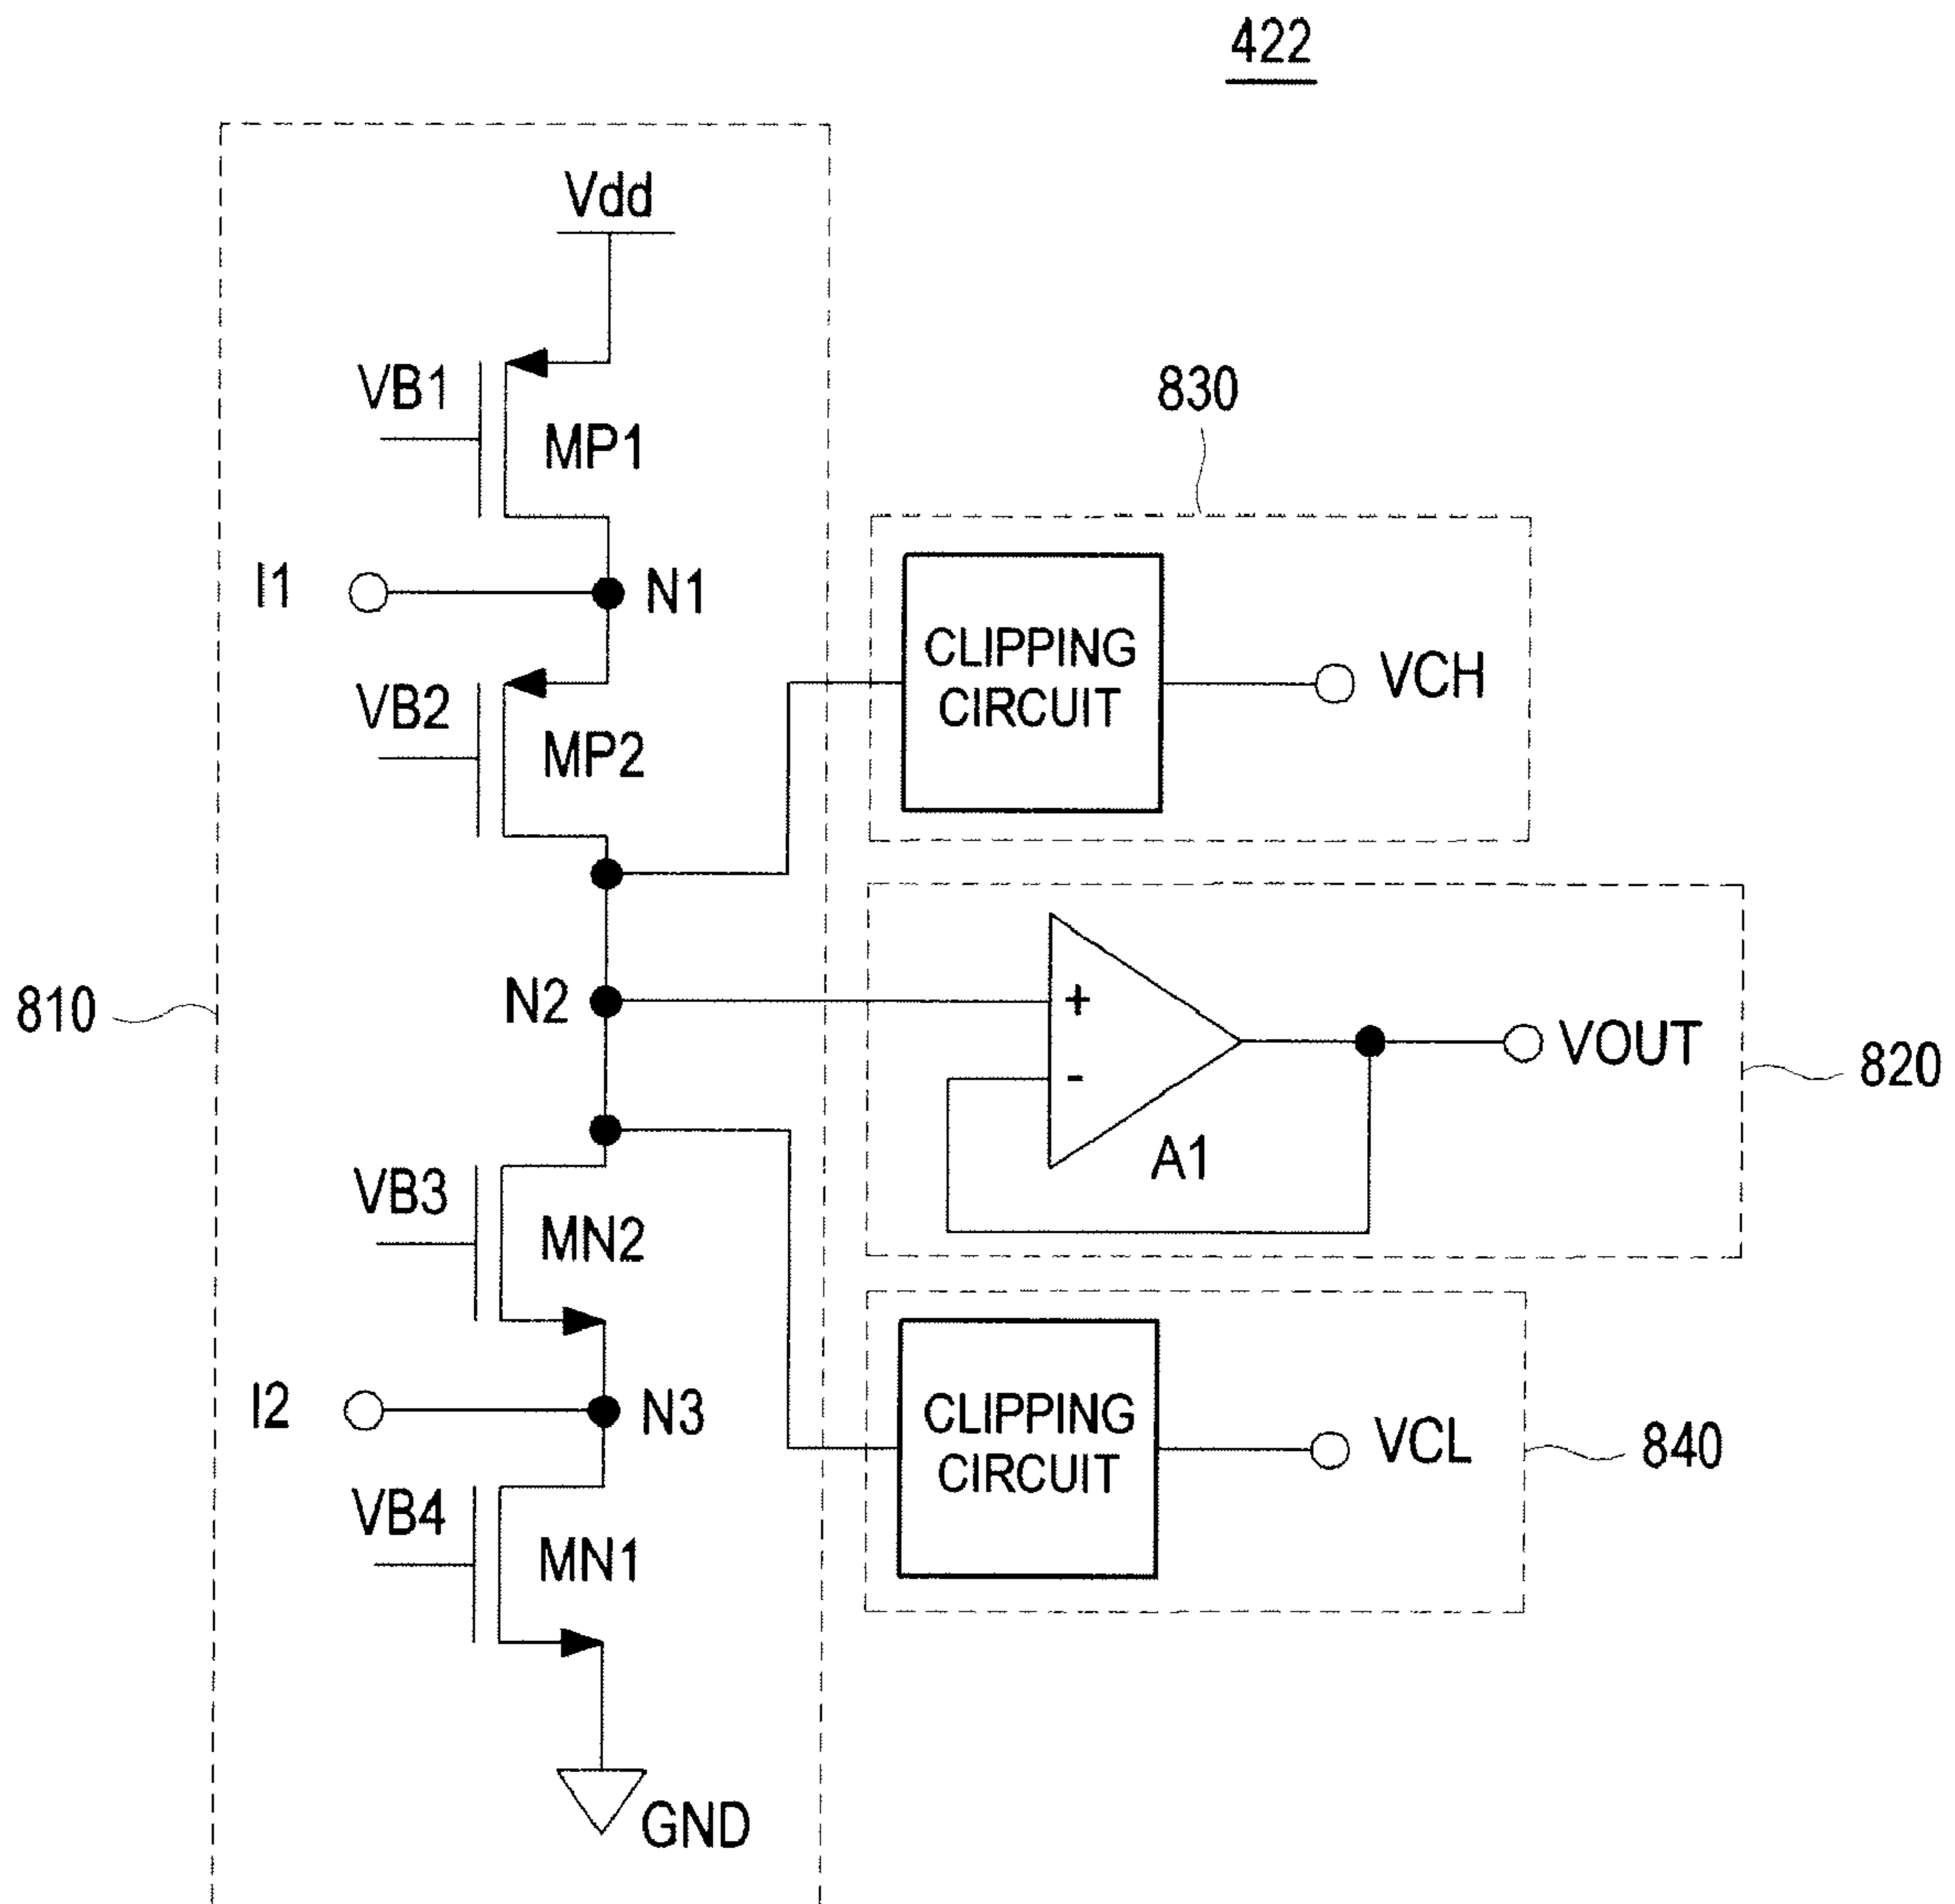 422
Vdd
VB1
MP1
830
I1
N1
CLIPPING
CIRCUIT
VCH
VB2
MP2
810
N2
+
-
A1
VOUT
820
VB3
MN2
I2
N3
CLIPPING
CIRCUIT
VCL
840
VB4
MN1
GND